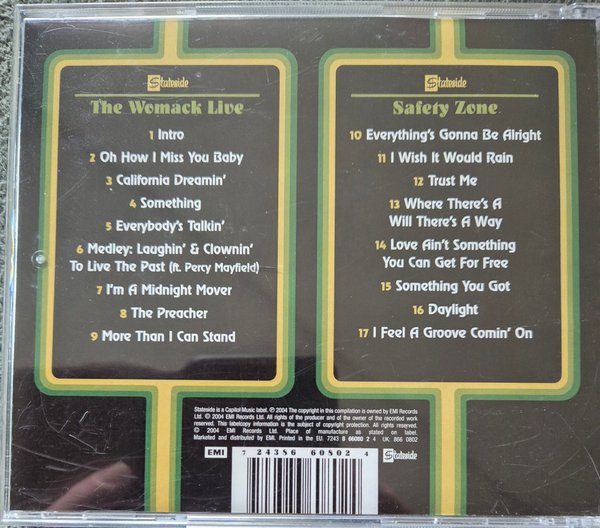 Stateside
The Womack Live
1 Intro
2 Oh How I Miss You Baby
3 California Dreamin'
4 Something
5 Everybody's Talkin'
6 Medley: Laughin' & Clownin'
To Live The Past (ft. Percy Mayfield)
7 I'm A Midnight Mover
8 The Preacher
9 More Than I Can Stand
Stateside
Safety Zone
10 Everything's Gonna Be Alright
11 I Wish It Would Rain
12 Trust Me
13 Where There's A
Will There's A Way
14 Love Ain't Something
You Can Get For Free
15 Something You Got
16 Daylight
17 I Feel A Groove Comin' On
Stateside is a Capitol Music label. ℗ 2004 The copyright in this compilation is owned by EMI Records
Ltd. © 2004 EMI Records Ltd. All rights of the producer and of the owner of the recorded work
reserved. This labelcopy information is the subject of copyright protection. All rights reserved.
© 2004 EMI Records Ltd. Place of manufacture as stated on label.
Marketed and distributed by EMI. Printed in the EU. 7243 8 66080 2 4 UK: 866 0802
EMI
7 24386 60802 4
Stateside